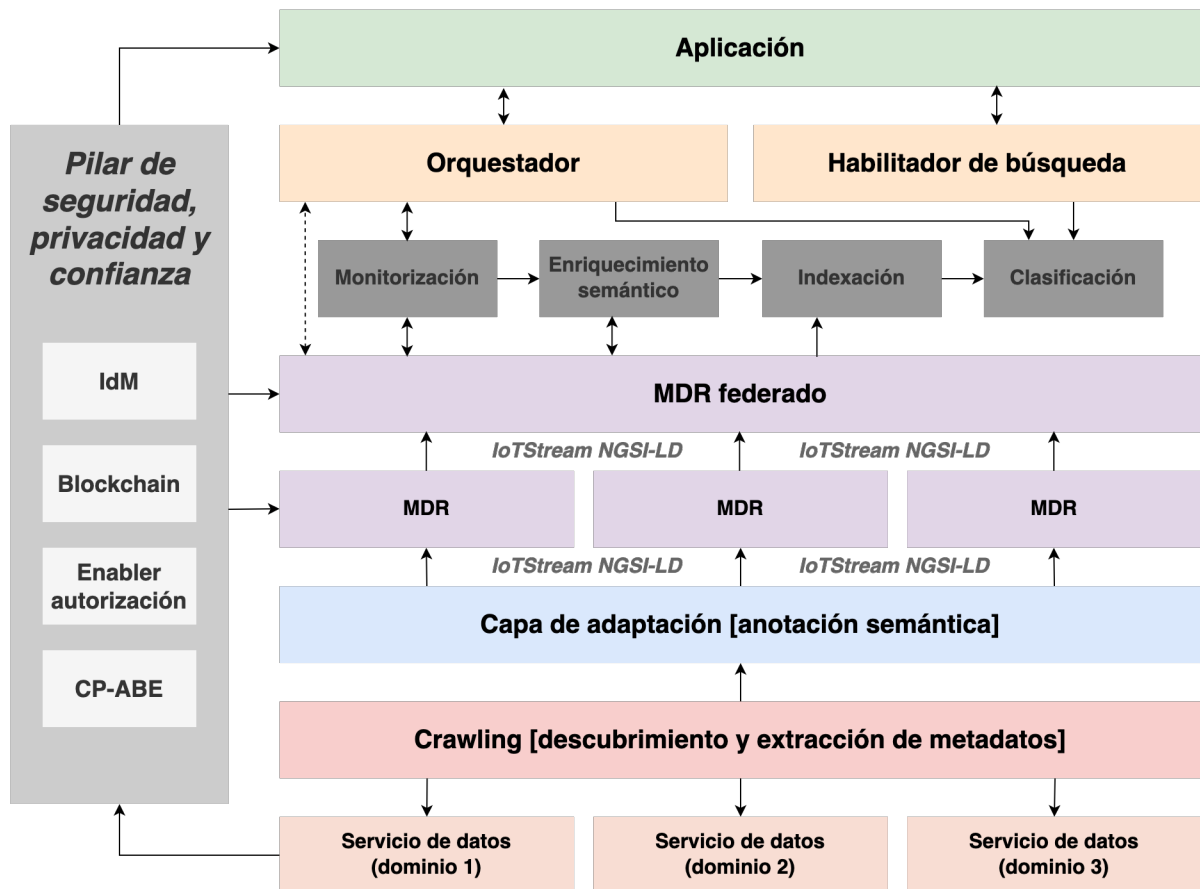 Aplicación
Pilar de
seguridad,
privacidad y
confianza
Orquestador
Habilitador de búsqueda
Monitorización
Enriquecimiento
semántico
Indexación
Clasificación
IdM
MDR federado
IoTStream NGSI-LD
IoTStream NGSI-LD
Blockchain
MDR
MDR
MDR
IoTStream NGSI-LD
IoTStream NGSI-LD
Enabler
autorización
Capa de adaptación [anotación semántica]
CP-ABE
Crawling [descubrimiento y extracción de metadatos]
Servicio de datos
(dominio 1)
Servicio de datos
(dominio 2)
Servicio de datos
(dominio 3)